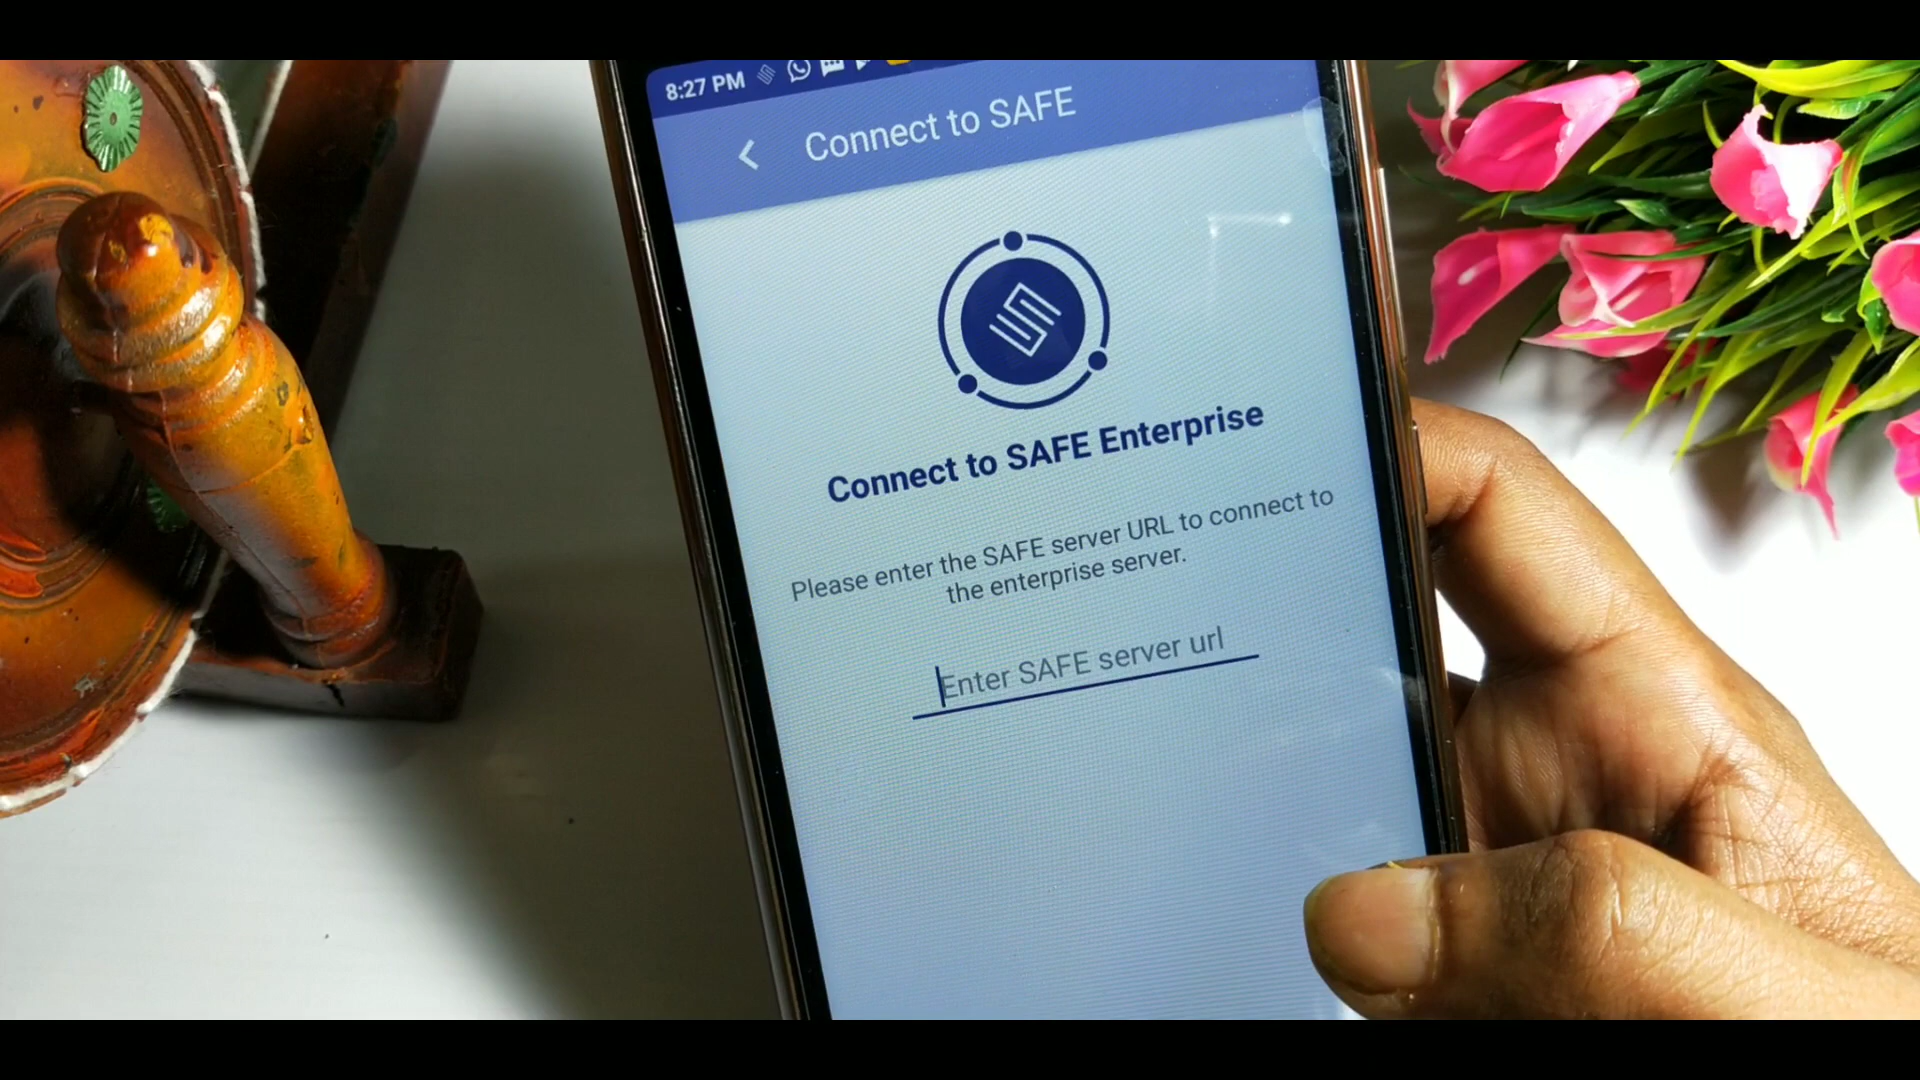 8:27 PM
Connect to SAFE
Connect to SAFE Enterprise
Please enter the SAFE server URL to connect to
the enterprise server.
Enter SAFE server url